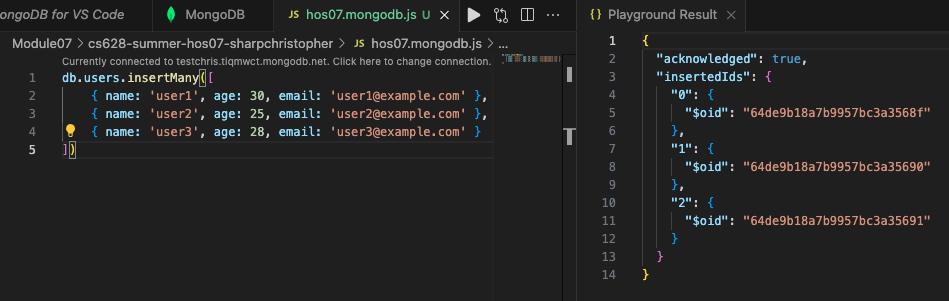 ongoDB for VS Code
MongoDB
JS hos07.mongodb.js U
Module07 > cs628-summer-hos07-sharpchristopher > JS hos07.mongodb.js > ...
Currently connected to testchris.tiqmwct.mongodb.net. Click here to change connection.
1 db.users.insertMany([
2 { name: 'user1', age: 30, email: 'user1@example.com' },
3 { name: 'user2', age: 25, email: 'user2@example.com' },
4 { name: 'user3', age: 28, email: 'user3@example.com' }
5 ])
{} Playground Result
1 {
2 "acknowledged": true,
3 "insertedIds": {
4 "0": {
5 "$oid": "64de9b18a7b9957bc3a3568f"
6 },
7 "1": {
8 "$oid": "64de9b18a7b9957bc3a35690"
9 },
10 "2": {
11 "$oid": "64de9b18a7b9957bc3a35691"
12 }
13 }
14 }